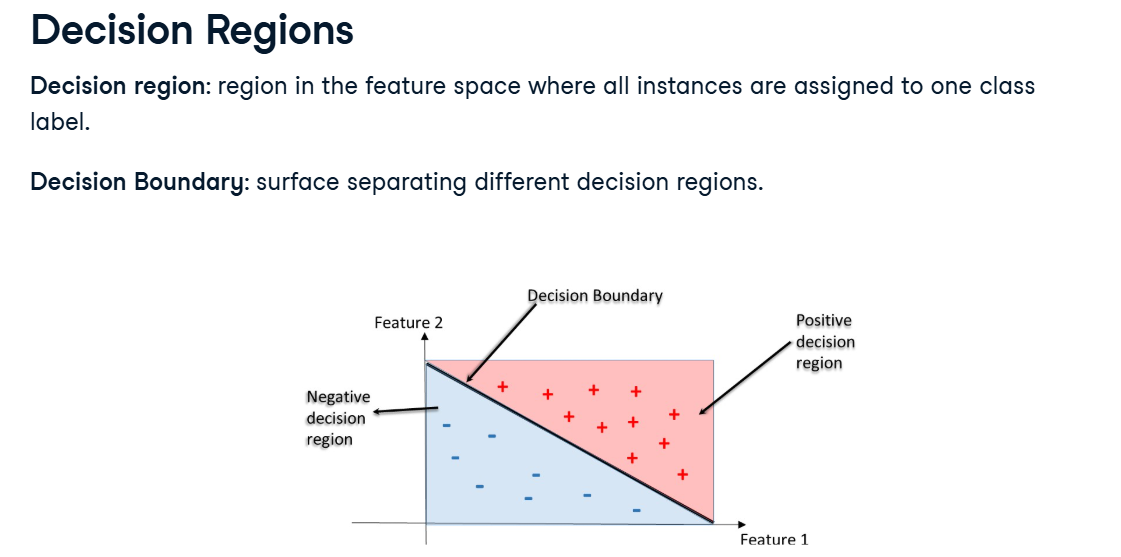 Decision Regions
Decision region: region in the feature space where all instances are assigned to one class
label.
Decision Boundary: surface separating different decision regions.
Decision Boundary
Feature 2
Positive
decision
region
Negative
decision
region
Feature 1